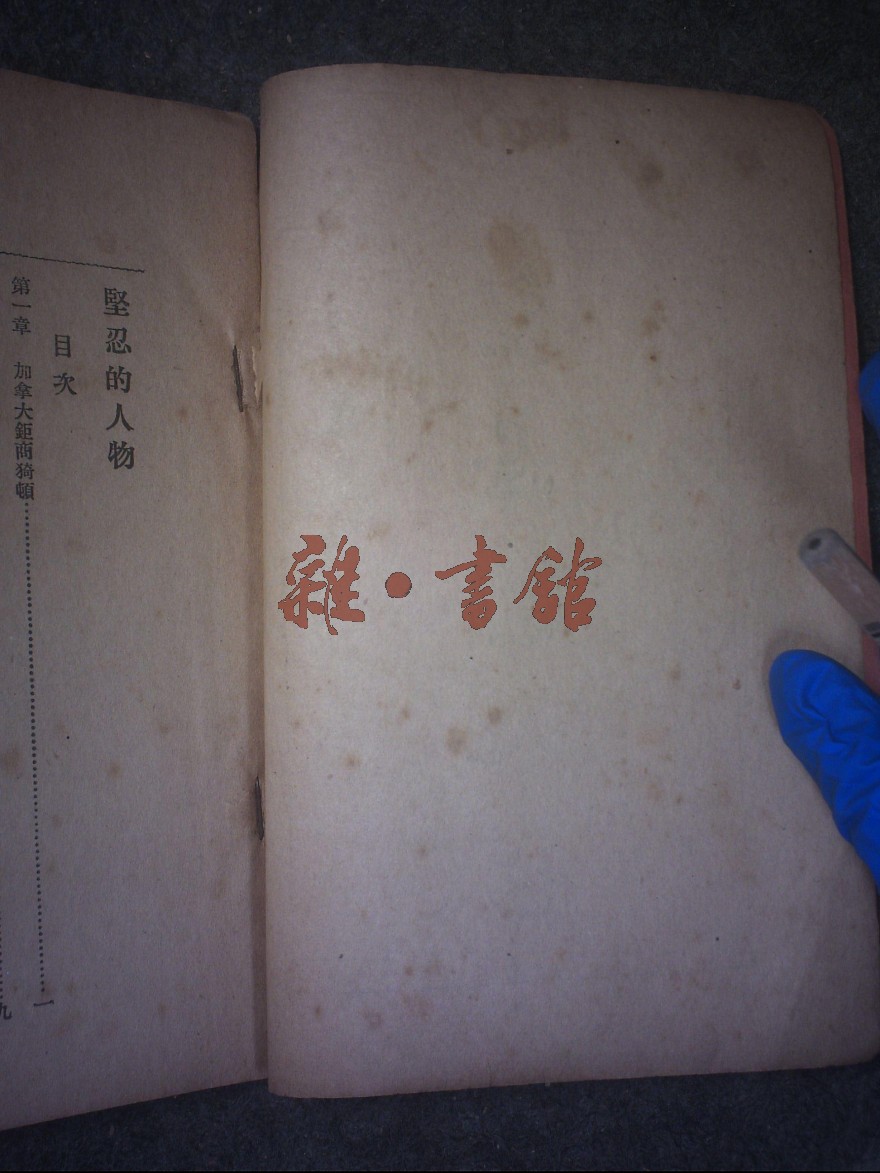 堅忍的人物
目次
第一章 加拿大鉅商猗頓……………………一
九
雜•書館